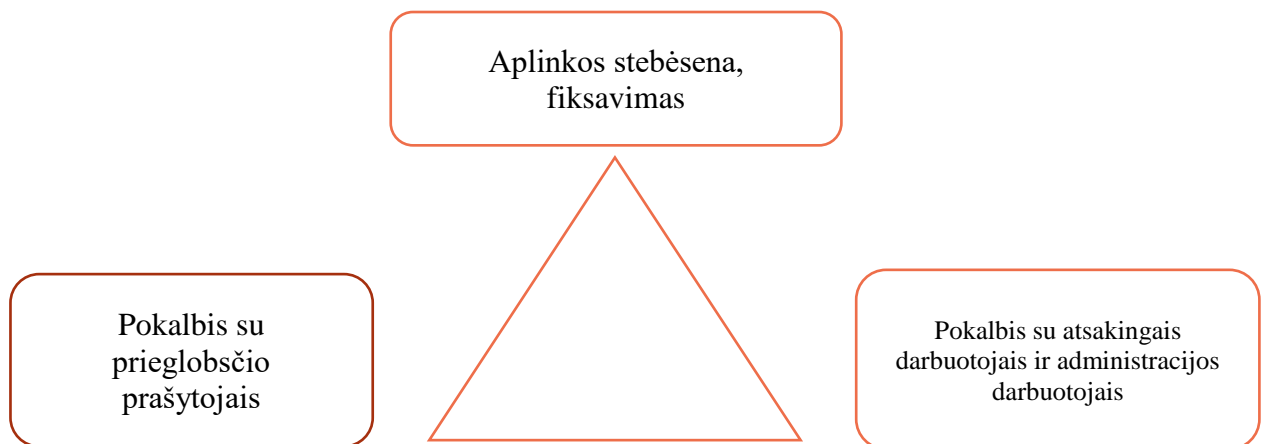 Aplinkos stebėsena,
fiksavimas
Pokalbis su
prieglobsčio
prašytojais
Pokalbis su atsakingais
darbuotojais ir administracijos
darbuotojais